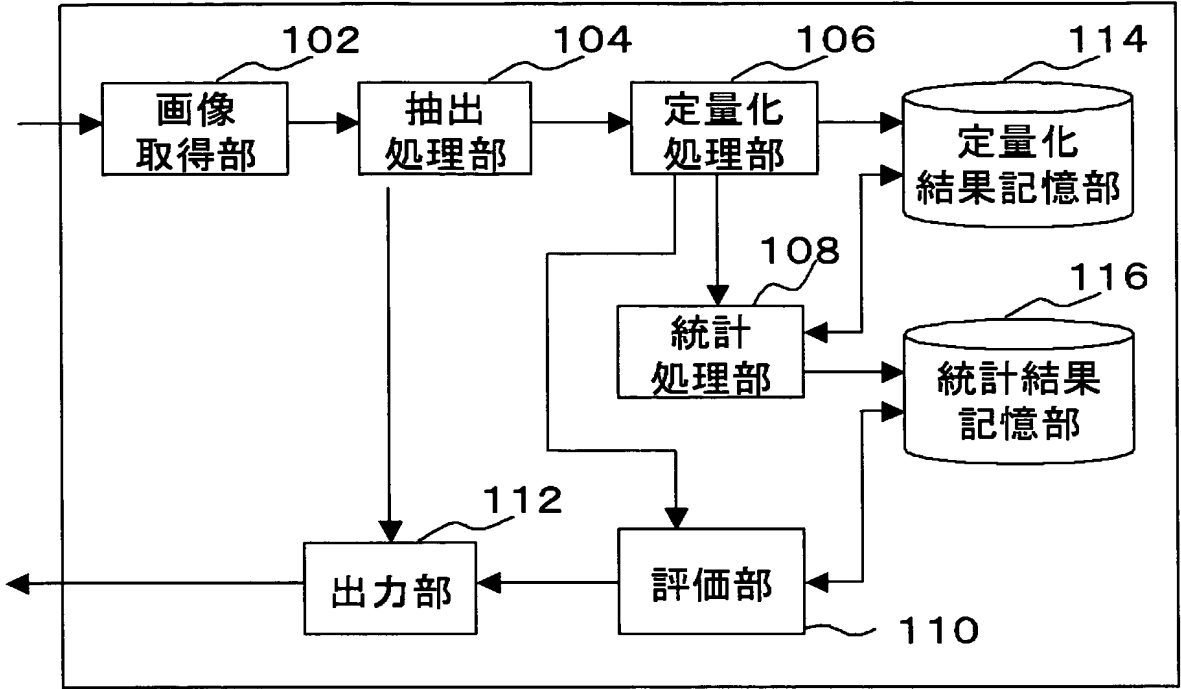 102
104
106
114
画像
取得部
抽出
処理部
定量化
処理部
定量化
結果記憶部
108
116
統計
処理部
統計結果
記憶部
112
出力部
評価部
110